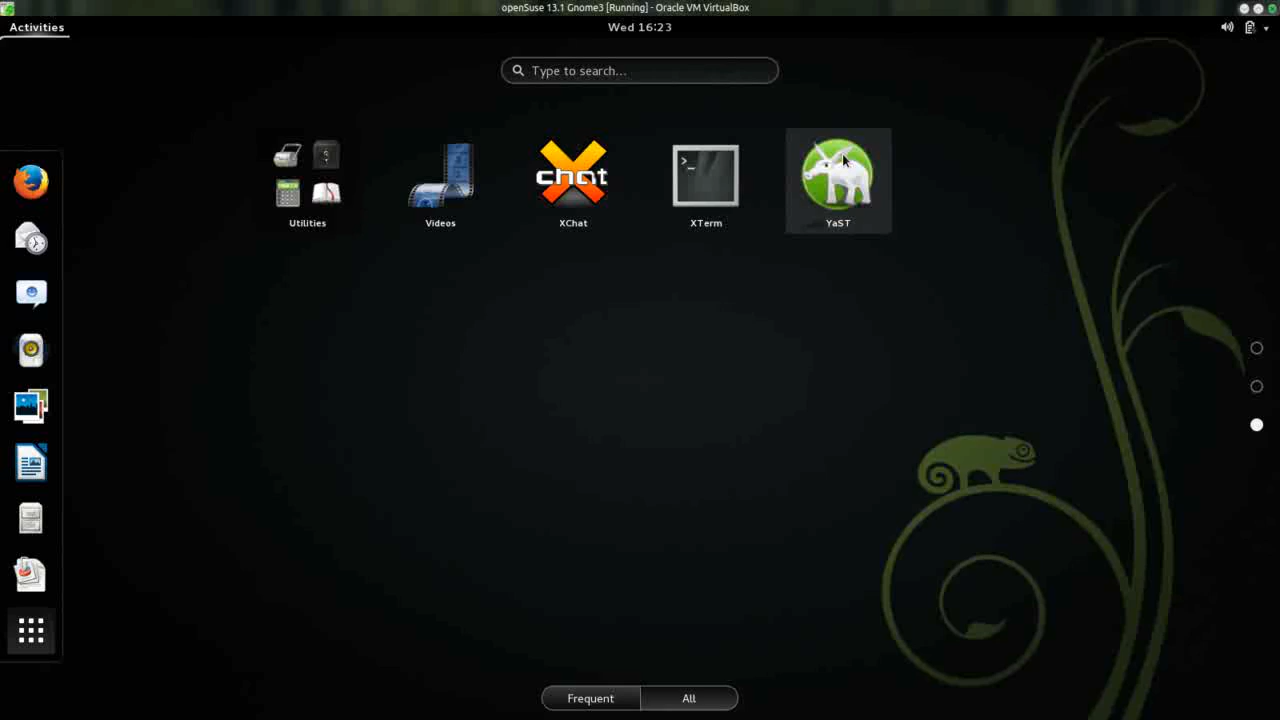 openSuse 13.1 Gnome3 [Running] - Oracle VM VirtualBox
Activities
Wed 16:23
Type to search...
chat
Utilities
Videos
XChat
XTerm
YaST
Frequent
All